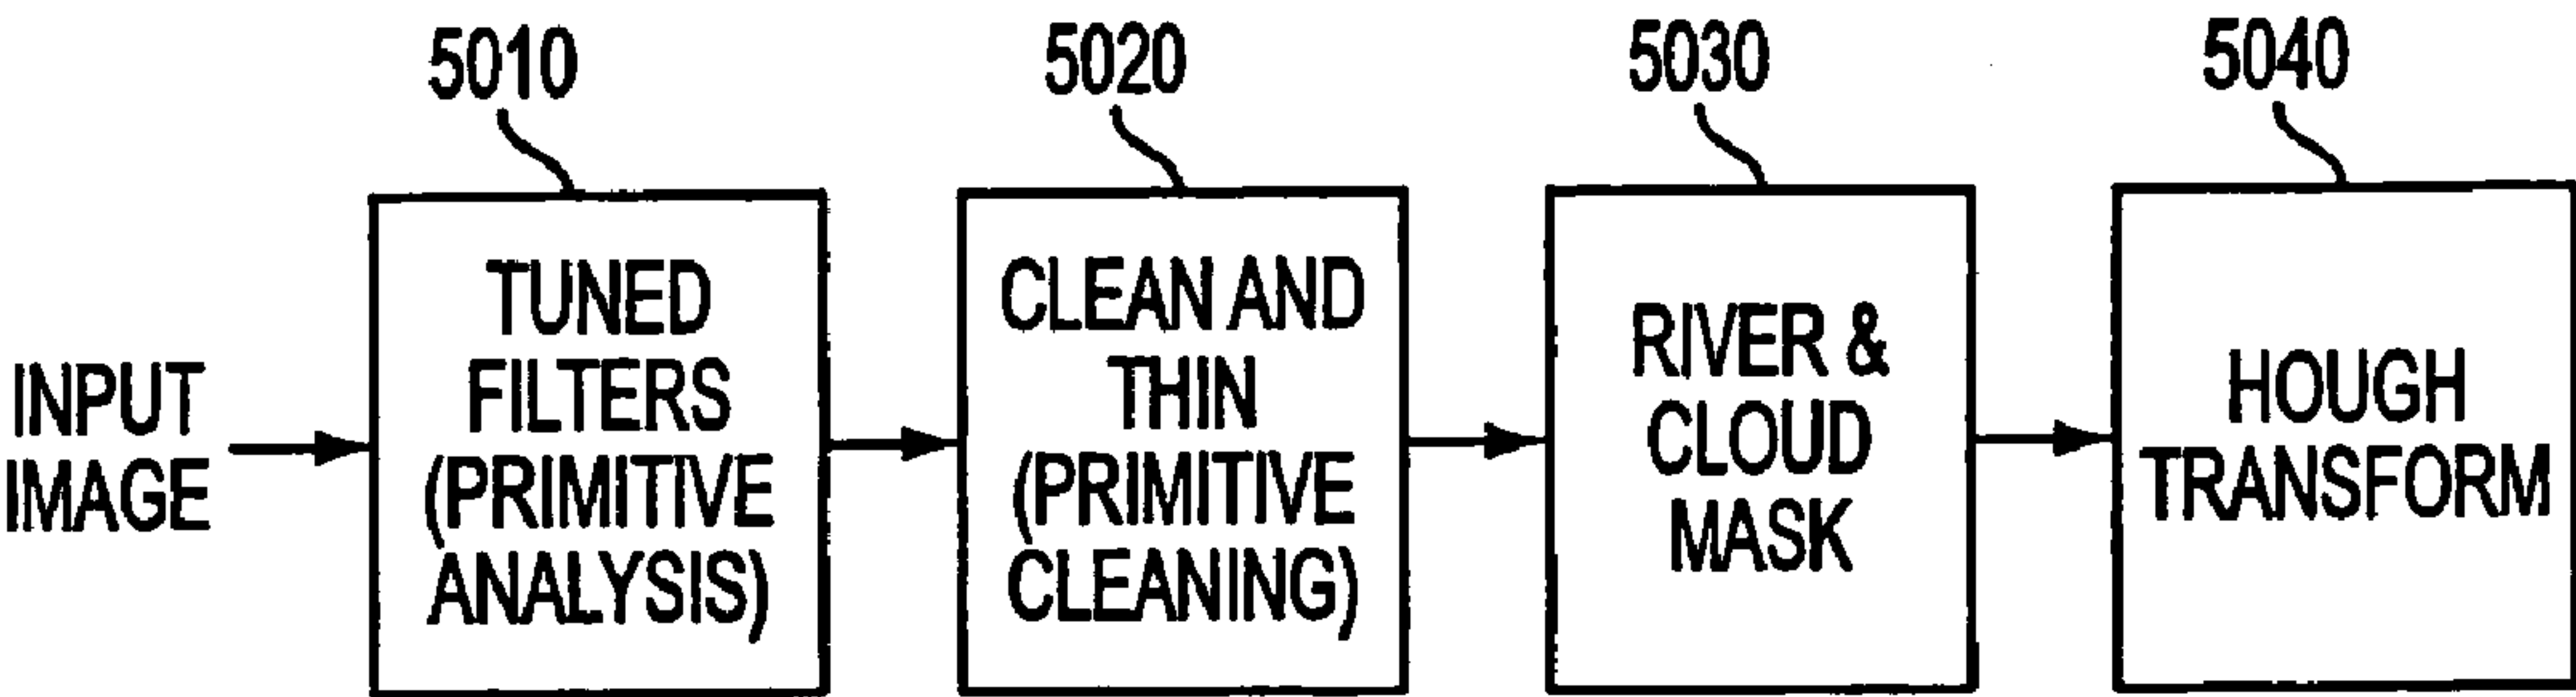 5010
5020
5030
5040
INPUT
IMAGE
TUNED
FILTERS
(PRIMITIVE
ANALYSIS)
CLEAN AND
THIN
(PRIMITIVE
CLEANING)
RIVER &
CLOUD
MASK
HOUGH
TRANSFORM